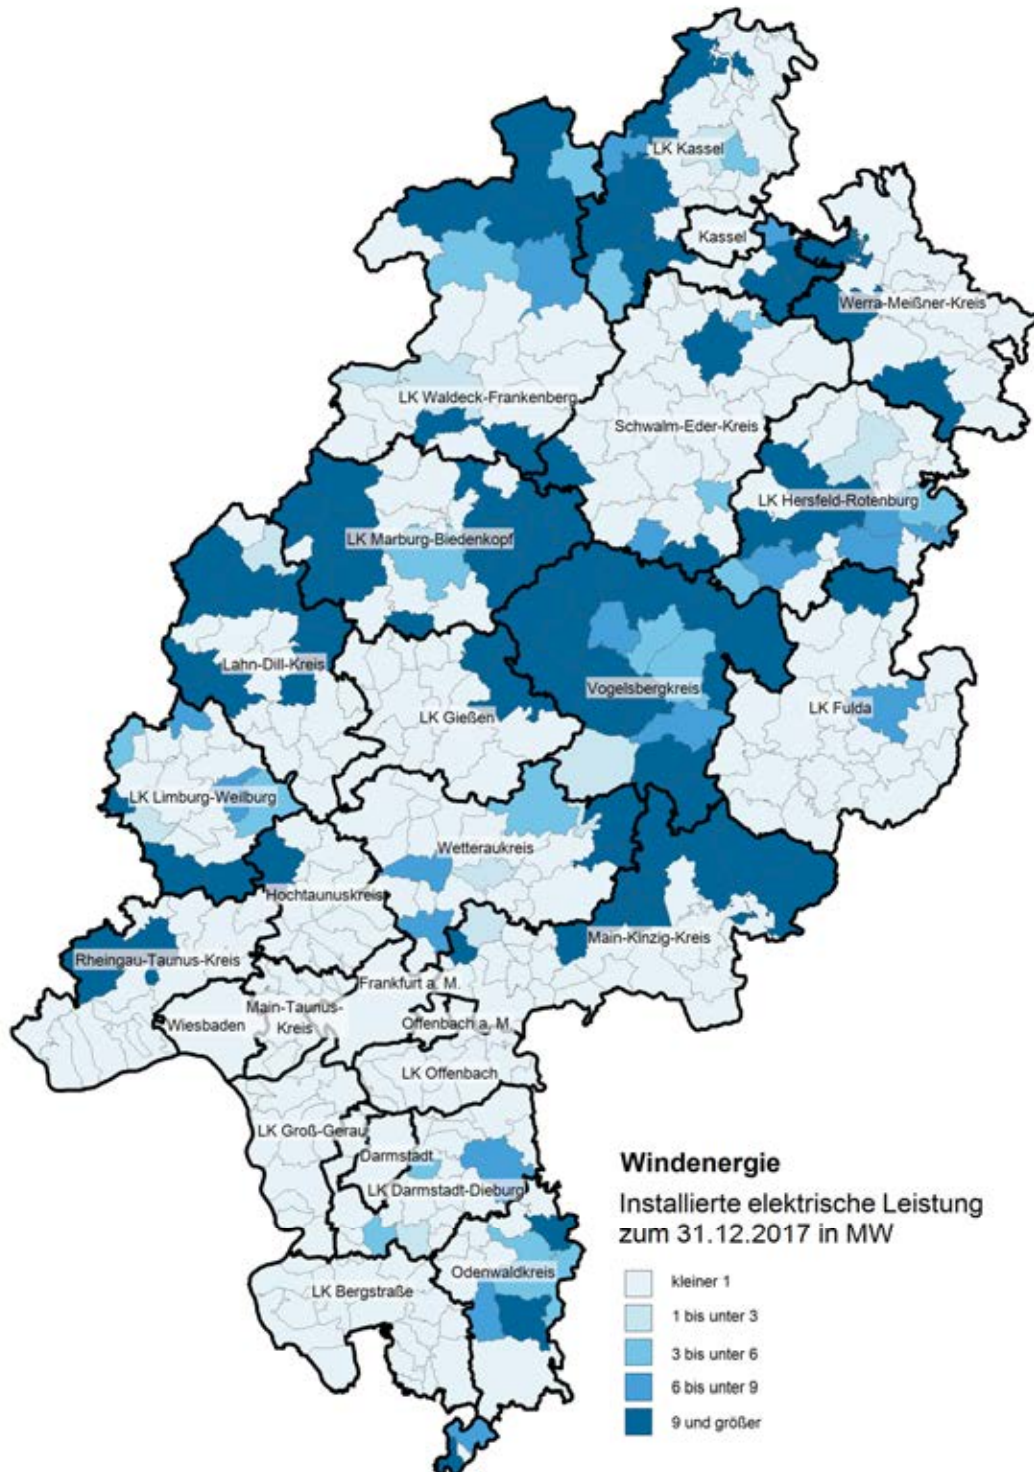 LK Kassel
Kassel
Werra-Meißner-Kreis
LK Waldeck-Frankenberg
Schwalm-Eder-Kreis
LK Hersfeld-Rotenburg
LK Marburg-Biedenkopf
Lahn-Dill-Kreis
Vogelsbergkreis
LK Gießen
LK Fulda
LK Limburg-Weilburg
Wetteraukreis
Hochtaunuskreis
Main-Kinzig-Kreis
Rheingau-Taunus-Kreis
Frankfurt a. M.
Main-Taunus-
Kreis
Wiesbaden
Offenbach a. M.
LK Offenbach
LK Groß-Gerau
Darmstadt
LK Darmstadt-Dieburg
Odenwaldkreis
LK Bergstraße
Windenergie
Installierte elektrische Leistung
zum 31.12.2017 in MW
kleiner 1
1 bis unter 3
3 bis unter 6
6 bis unter 9
9 und größer